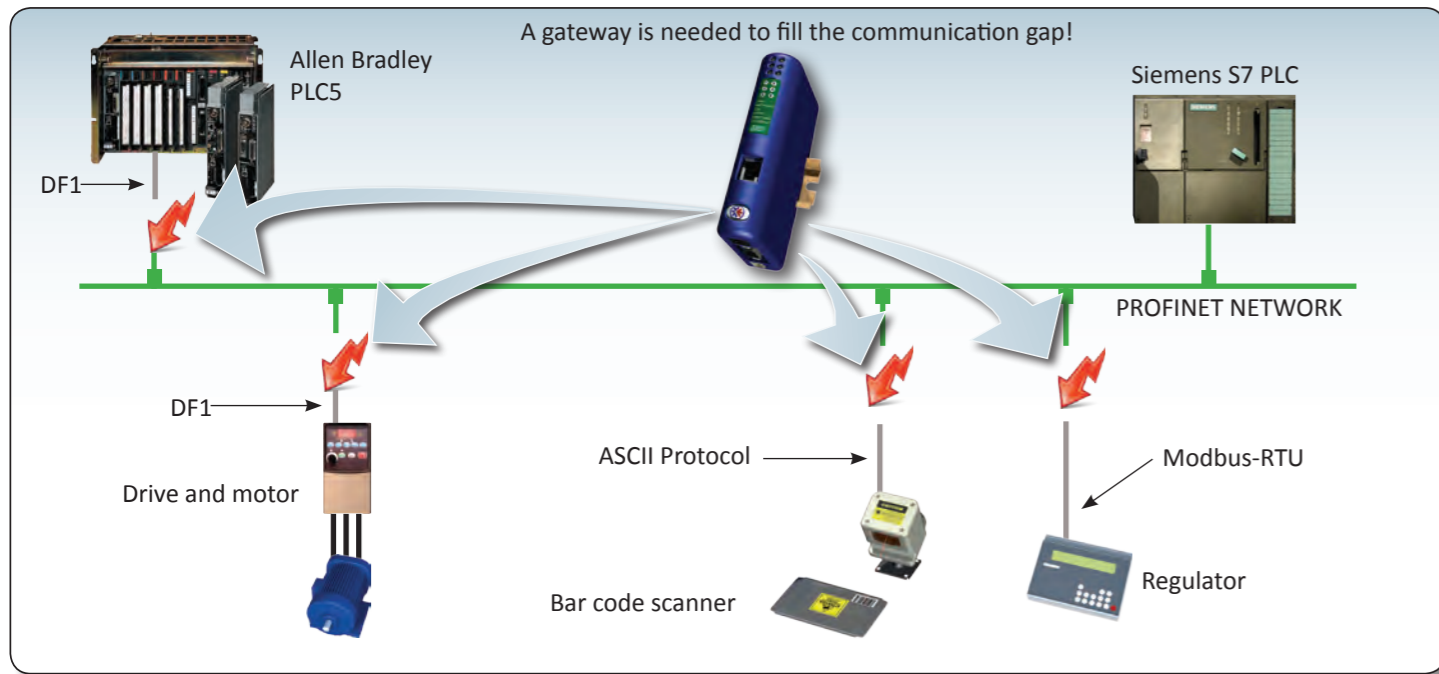 A gateway is needed to fill the communication gap!
Allen Bradley
PLC5
Siemens S7 PLC
SIEMENS
DF1
PROFINET NETWORK
DF1
ASCII Protocol
Modbus-RTU
Drive and motor
Bar code scanner
Regulator